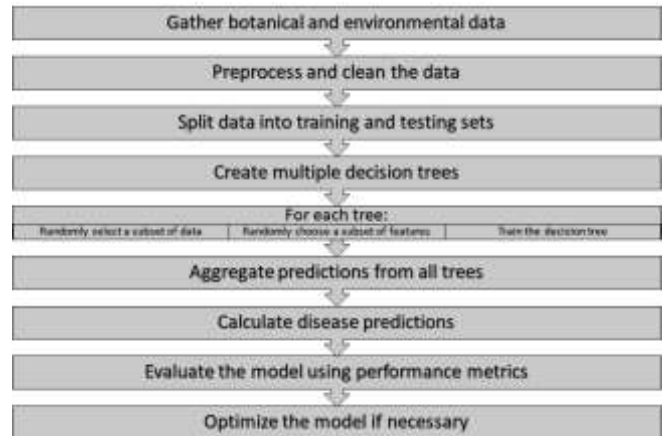 Gather botanical and environmental data
Preprocess and clean the data
Split data into training and testing sets
Create multiple decision trees
For each tree:
Randomly select a subset of data
Randomly choose a subset of features
Train the decision tree
Aggregate predictions from all trees
Calculate disease predictions
Evaluate the model using performance metrics
Optimize the model if necessary